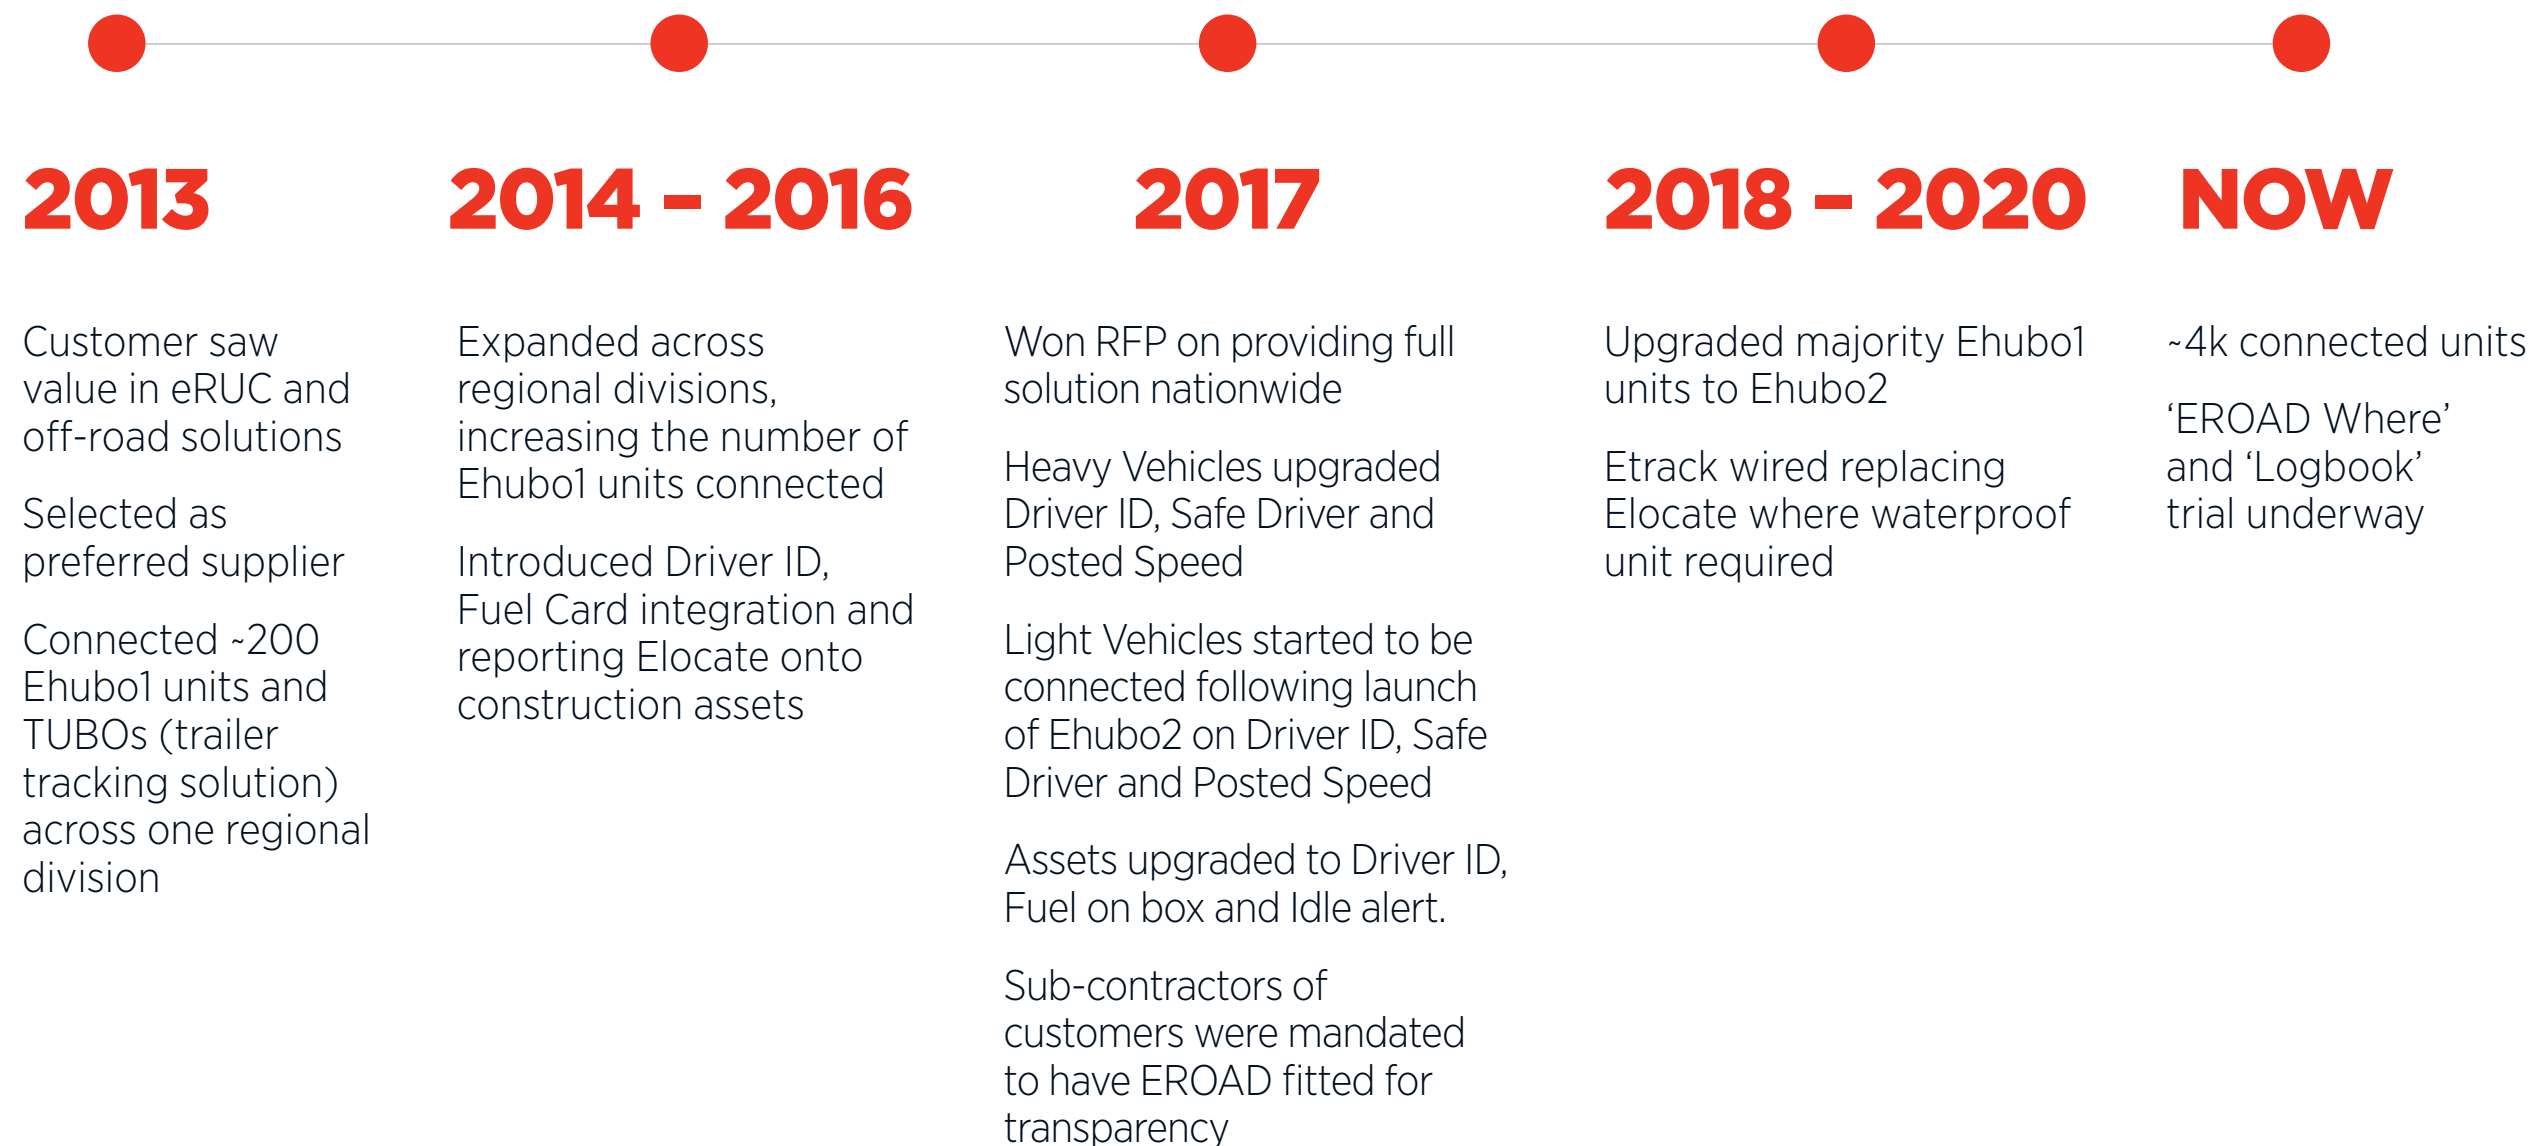 2013
Customer saw
value in eRUC and
off-road solutions
Selected as
preferred supplier
Connected ~200
Ehubo1 units and
TUBOs (trailer
tracking solution)
across one regional
division
2014 – 2016
Expanded across
regional divisions,
increasing the number of
Ehubo1 units connected
Introduced Driver ID,
Fuel Card integration and
reporting Elocate onto
construction assets
2017
Won RFP on providing full
solution nationwide
Heavy Vehicles upgraded
Driver ID, Safe Driver and
Posted Speed
Light Vehicles started to be
connected following launch
of Ehubo2 on Driver ID, Safe
Driver and Posted Speed
Assets upgraded to Driver ID,
Fuel on box and Idle alert.
Sub-contractors of
customers were mandated
to have EROAD fitted for
transparency
2018 – 2020
Upgraded majority Ehubo1
units to Ehubo2
Etrack wired replacing
Elocate where waterproof
unit required
NOW
~4k connected units
‘EROAD Where’
and ‘Logbook’
trial underway